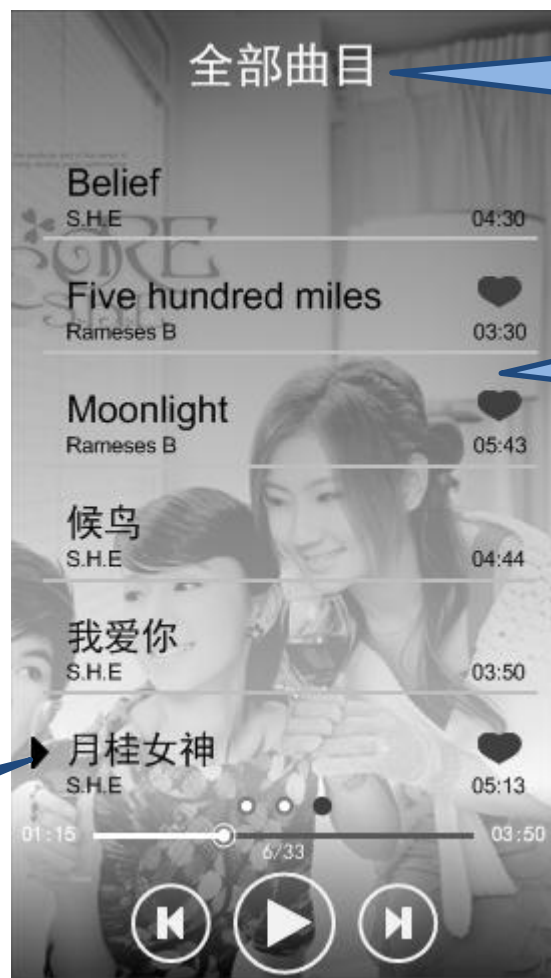 全部曲目
Belief
S.H.E
04:30
Five hundred miles
Rameses B
03:30
Moonlight
Rameses B
05:43
候鸟
S.H.E
04:44
我爱你
S.H.E
03:50
月桂女神
S.H.E
05:13
01:15
03:50
6/33